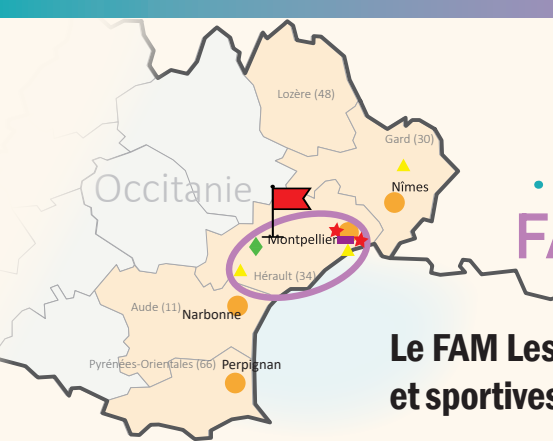 Lozère (48)
Gard (30)
Occitanie
Nîmes
Montpellier
Hérault (34)
Aude (11)
Narbonne
Pyrénées-Orientales (66)
Perpignan
FA
Le FAM Les
et sportives